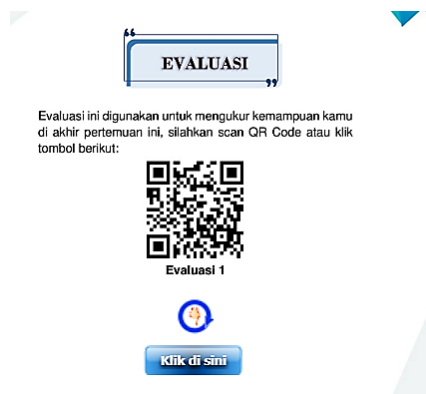 EVALUASI
Evaluasi ini digunakan untuk mengukur kemampuan kamu
di akhir pertemuan ini, silahkan scan QR Code atau klik
tombol berikut:
Evaluasi 1
Klik di sini